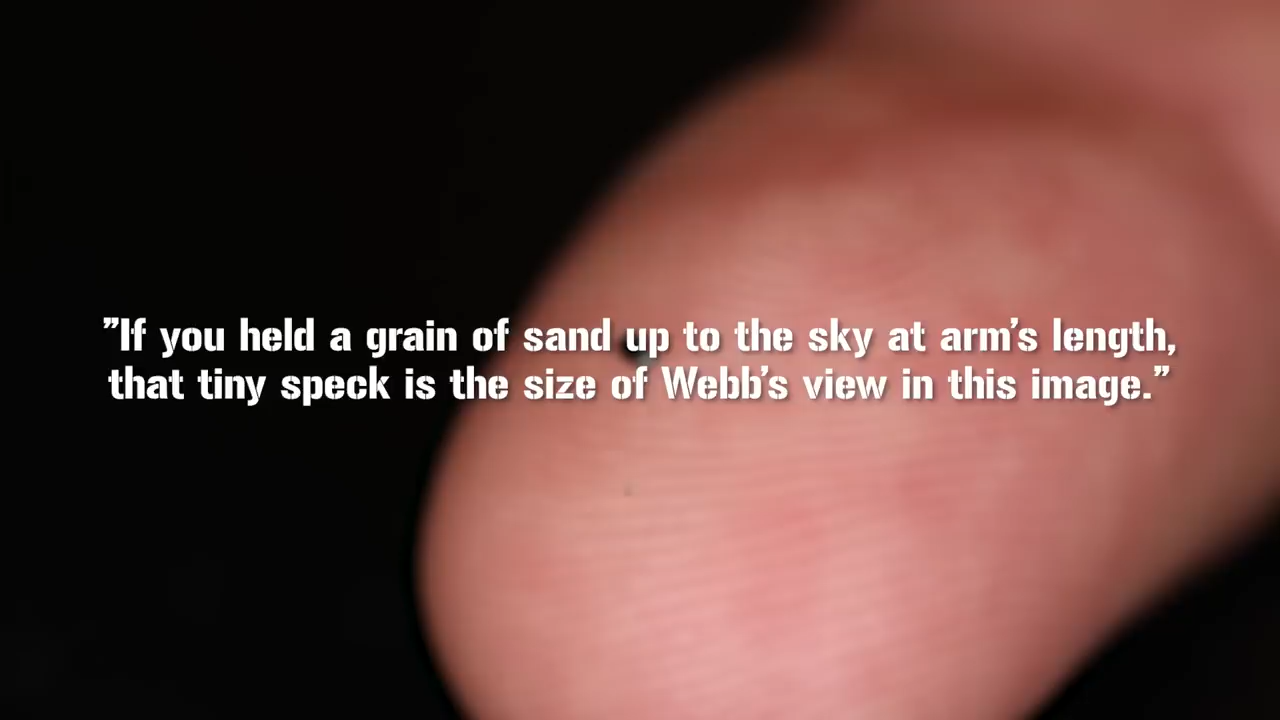 ”If you held a grain of sand up to the sky at arm’s length,
that tiny speck is the size of Webb’s view in this image.”